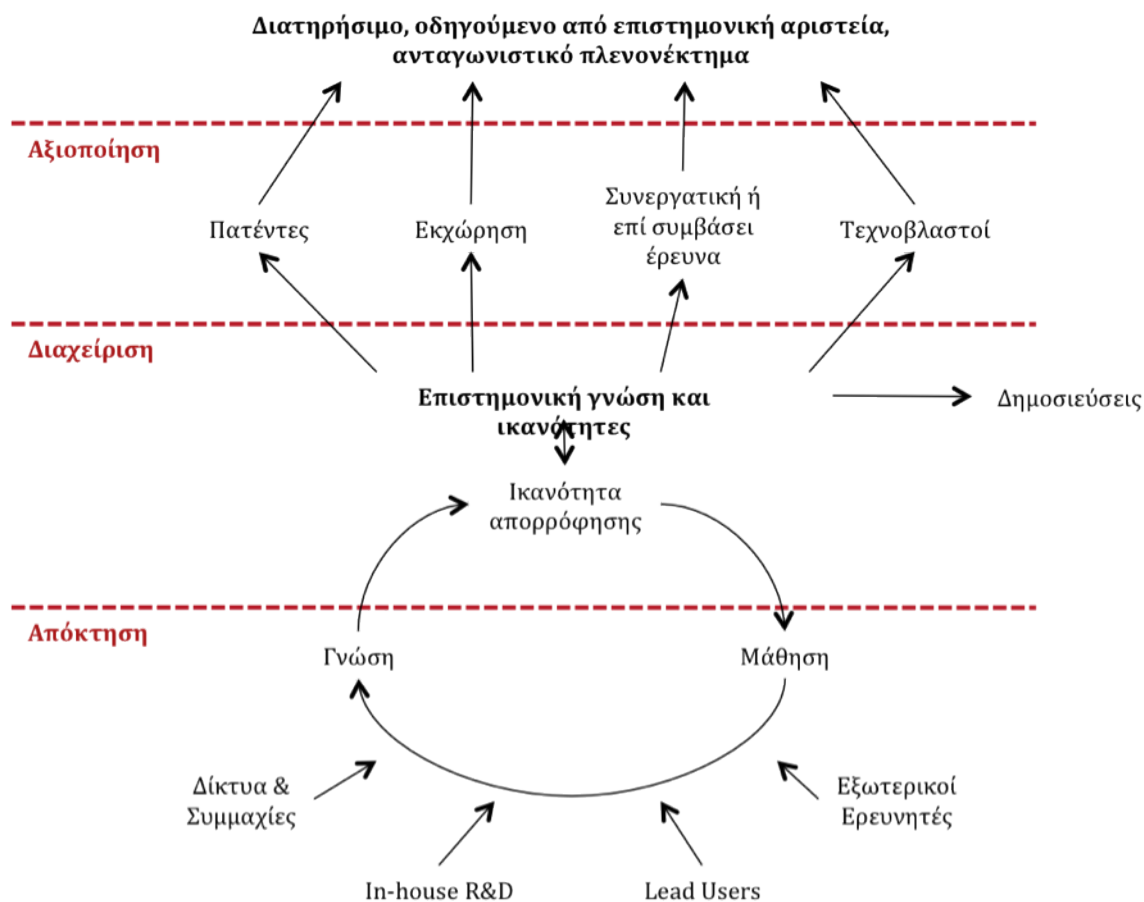 Διατηρήσιμο, οδηγούμενο από επιστημονική αριστεία,
ανταγωνιστικό πλενονέκτημα
Αξιοποίηση
Πατέντες
Εκχώρηση
Συνεργατική ή
επί συμβάσει
έρευνα
Τεχνοβλαστοί
Διαχείριση
Επιστημονική γνώση και
ικανότητες
Δημοσιεύσεις
Ικανότητα
απορρόφησης
Απόκτηση
Γνώση
Μάθηση
Δίκτυα &
Συμμαχίες
Εξωτερικοί
Ερευνητές
In-house R&D
Lead Users